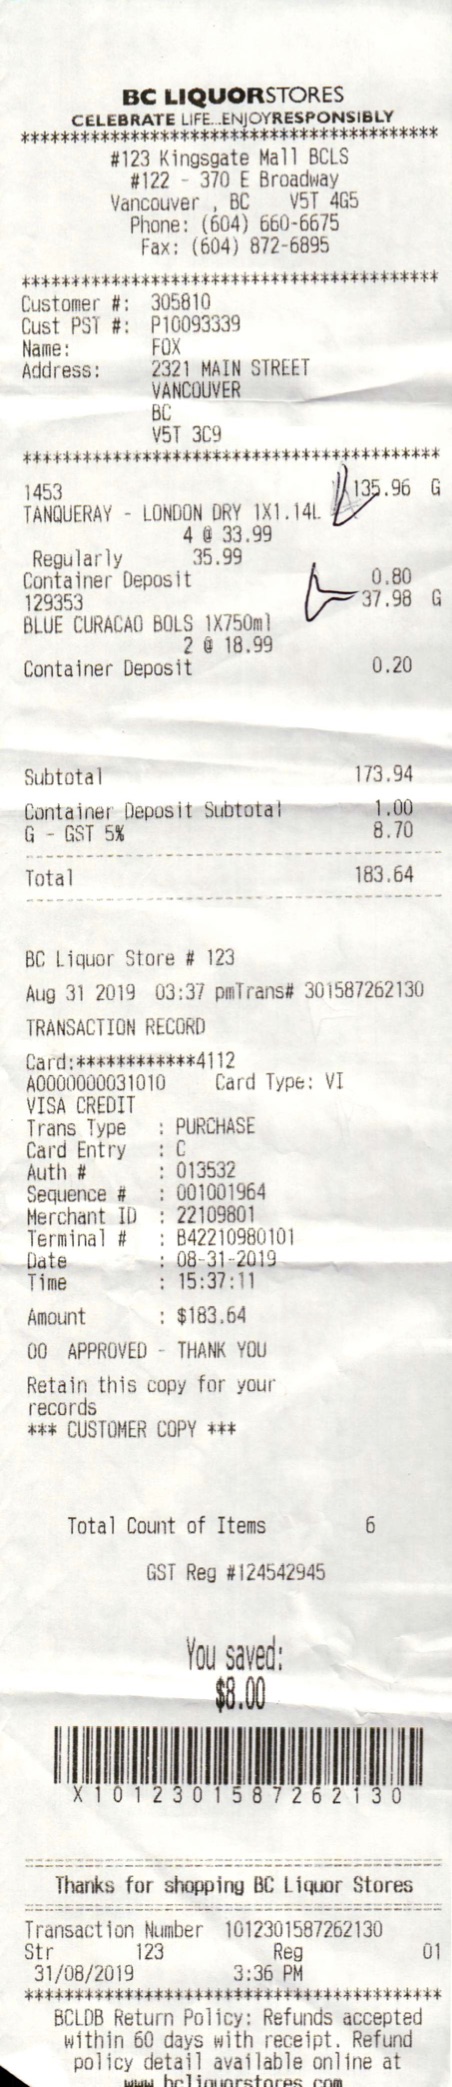 BC LIQUORSTORES
CELEBRATE LIFE...ENJOYRESPONSIBLY
******************************************
#123 Kingsgate Mall BCLS
#122 - 370 E Broadway
Vancouver , BC V5T 4G5
Phone: (604) 660-6675
Fax: (604) 872-6895
******************************************
Customer #: 305810
Cust PST #: P10093339
Name: FOX
Address: 2321 MAIN STREET
VANCOUVER
BC
V5T 3C9
******************************************
1453 135.96 G
TANQUERAY - LONDON DRY 1X1.14L
4 @ 33.99
Regularly 35.99
Container Deposit 0.80
129353 37.98 G
BLUE CURACAO BOLS 1X750ml
2 @ 18.99
Container Deposit 0.20
Subtotal 173.94
Container Deposit Subtotal 1.00
G - GST 5% 8.70
Total 183.64
BC Liquor Store # 123
Aug 31 2019 03:37 pmTrans# 301587262130
TRANSACTION RECORD
Card:************4112
A0000000031010 Card Type: VI
VISA CREDIT
Trans Type : PURCHASE
Card Entry : C
Auth # : 013532
Sequence # : 001001964
Merchant ID : 22109801
Terminal # : B42210980101
Date : 08-31-2019
Time : 15:37:11
Amount : $183.64
00 APPROVED - THANK YOU
Retain this copy for your
records
*** CUSTOMER COPY ***
Total Count of Items 6
GST Reg #124542945
You saved:
$8.00
X1012301587262130
Thanks for shopping BC Liquor Stores
Transaction Number 1012301587262130
Str 123 Reg 01
31/08/2019 3:36 PM
******************************************
BCLDB Return Policy: Refunds accepted
within 60 days with receipt. Refund
policy detail available online at
www.bcliquorstores.com